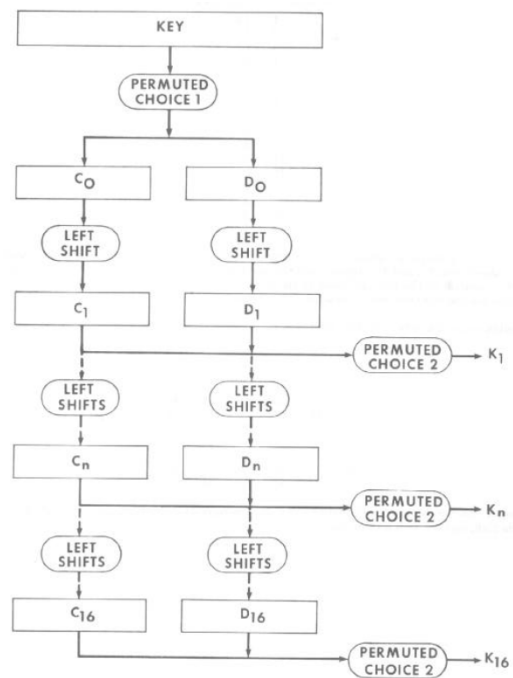 KEY
PERMUTED
CHOICE 1
C0
D0
LEFT
SHIFT
LEFT
SHIFT
C1
D1
PERMUTED
CHOICE 2
K1
LEFT
SHIFTS
LEFT
SHIFTS
Cn
Dn
PERMUTED
CHOICE 2
Kn
LEFT
SHIFTS
LEFT
SHIFTS
C16
D16
PERMUTED
CHOICE 2
K16